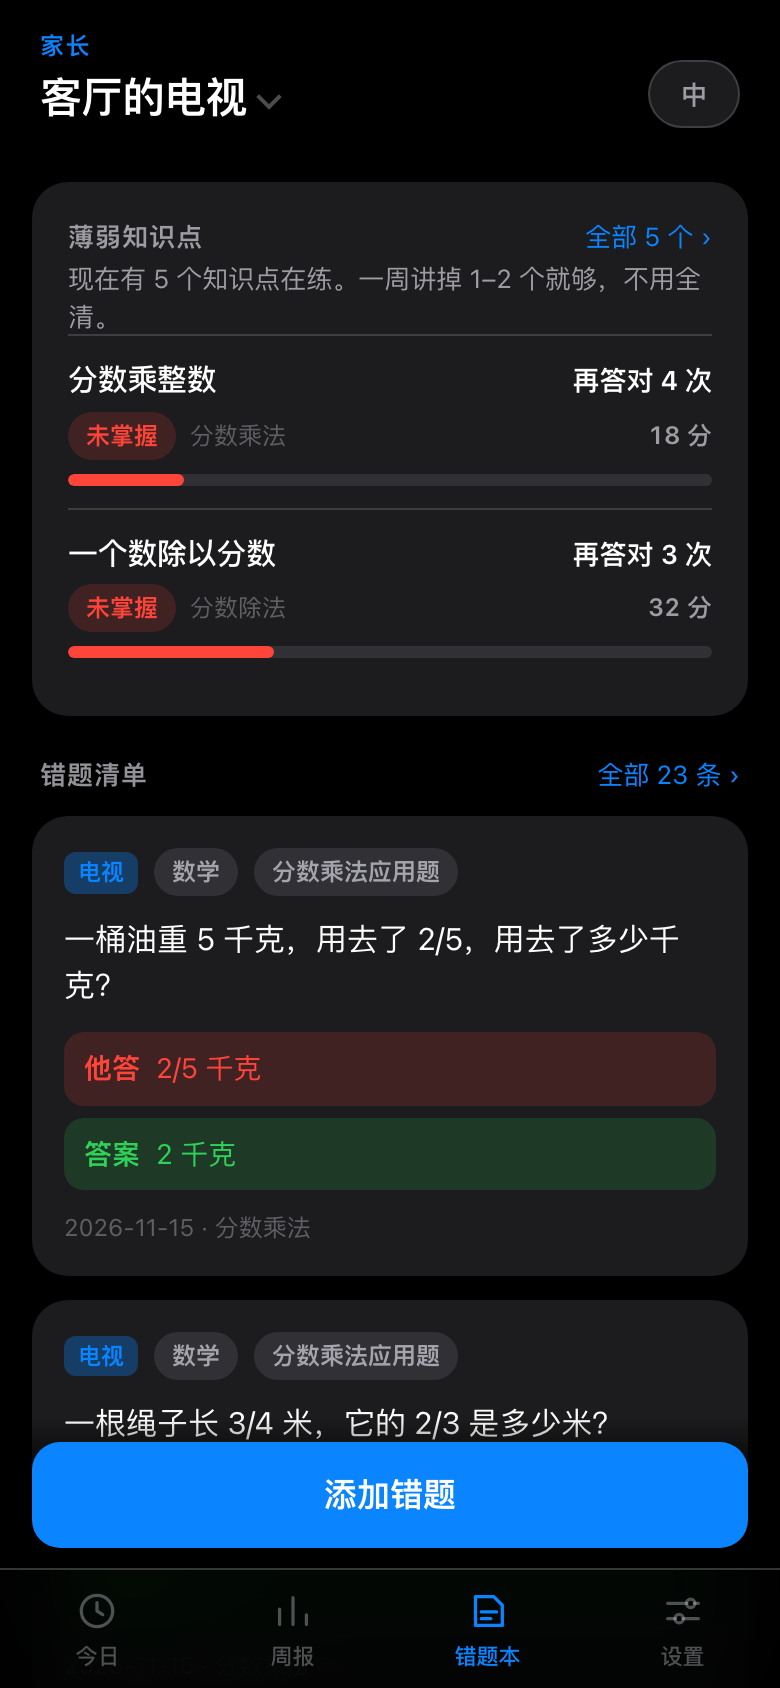 家长
客厅的电视
中
薄弱知识点
全部 5 个 ›
现在有 5 个知识点在练。一周讲掉 1–2 个就够，不用全
清。
分数乘整数
再答对 4 次
未掌握
分数乘法
18 分
一个数除以分数
再答对 3 次
未掌握
分数除法
32 分
错题清单
全部 23 条 ›
电视
数学
分数乘法应用题
一桶油重 5 千克，用去了 2/5，用去了多少千
克?
他答 2/5 千克
答案 2 千克
2026-11-15 · 分数乘法
电视
数学
分数乘法应用题
一根绳子长 3/4 米，它的 2/3 是多少米?
添加错题
今日
周报
错题本
设置